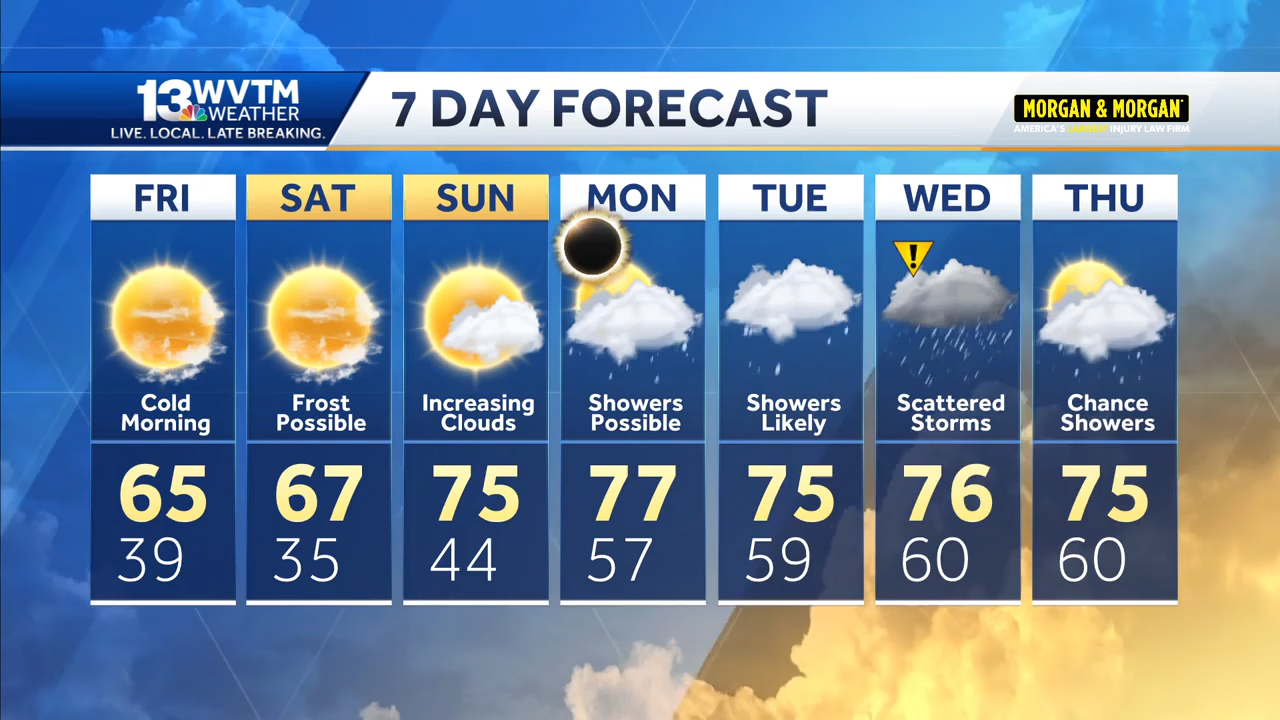 13 WVTM
WEATHER
LIVE. LOCAL. LATE BREAKING.
7 DAY FORECAST
MORGAN & MORGAN
AMERICA'S LARGEST INJURY LAW FIRM
FRI
Cold
Morning
65
39
SAT
Frost
Possible
67
35
SUN
Increasing
Clouds
75
44
MON
Showers
Possible
77
57
TUE
Showers
Likely
75
59
WED
!
Scattered
Storms
76
60
THU
Chance
Showers
75
60